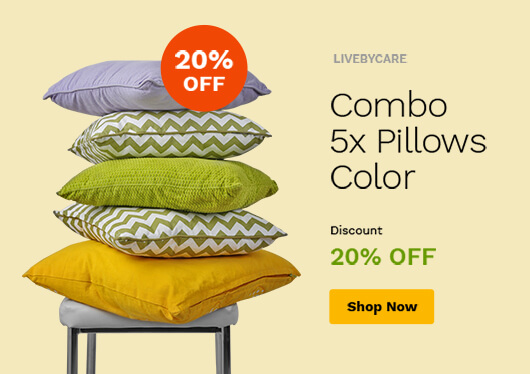 20%
OFF
LIVEBYCARE
Combo
5x Pillows
Color
Discount
20% OFF
Shop Now